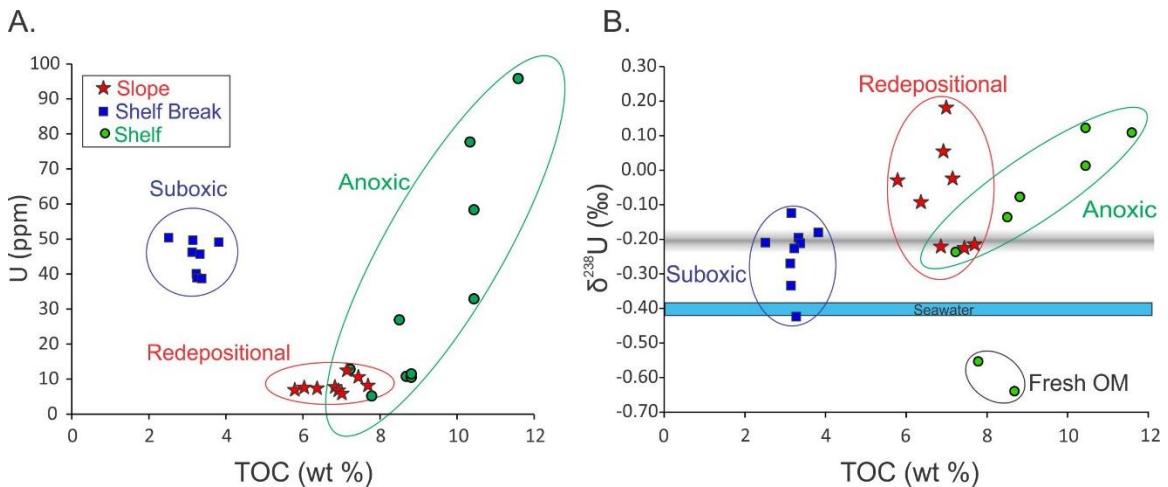 A.
100
90
80
70
60
50
40
30
20
10
0
U (ppm)
Slope
Shelf Break
Shelf
Suboxic
Anoxic
Redepositional
0 2 4 6 8 10 12
TOC (wt %)
B.
0.30
0.20
0.10
0.00
-0.10
-0.20
-0.30
-0.40
-0.50
-0.60
-0.70
δ²³⁸U (‰)
Redepositional
Anoxic
Suboxic
Seawater
Fresh OM
0 2 4 6 8 10 12
TOC (wt %)